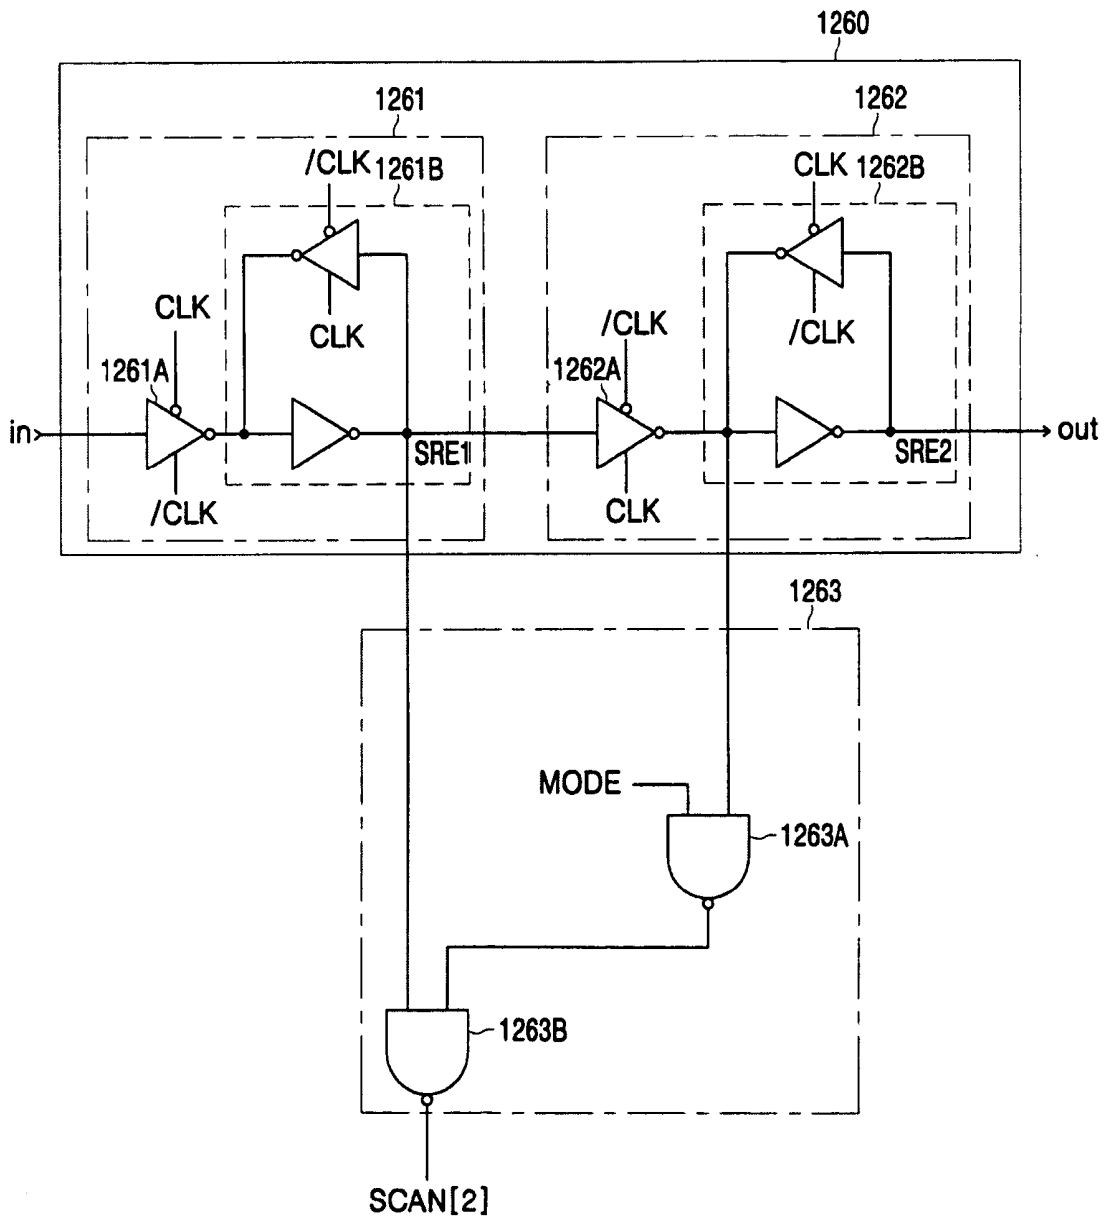 1260
1261
1262
/CLK
1261B
CLK
1262B
CLK
CLK
/CLK
/CLK
1261A
1262A
in
SRE1
SRE2
out
/CLK
CLK
1263
MODE
1263A
1263B
SCAN[2]